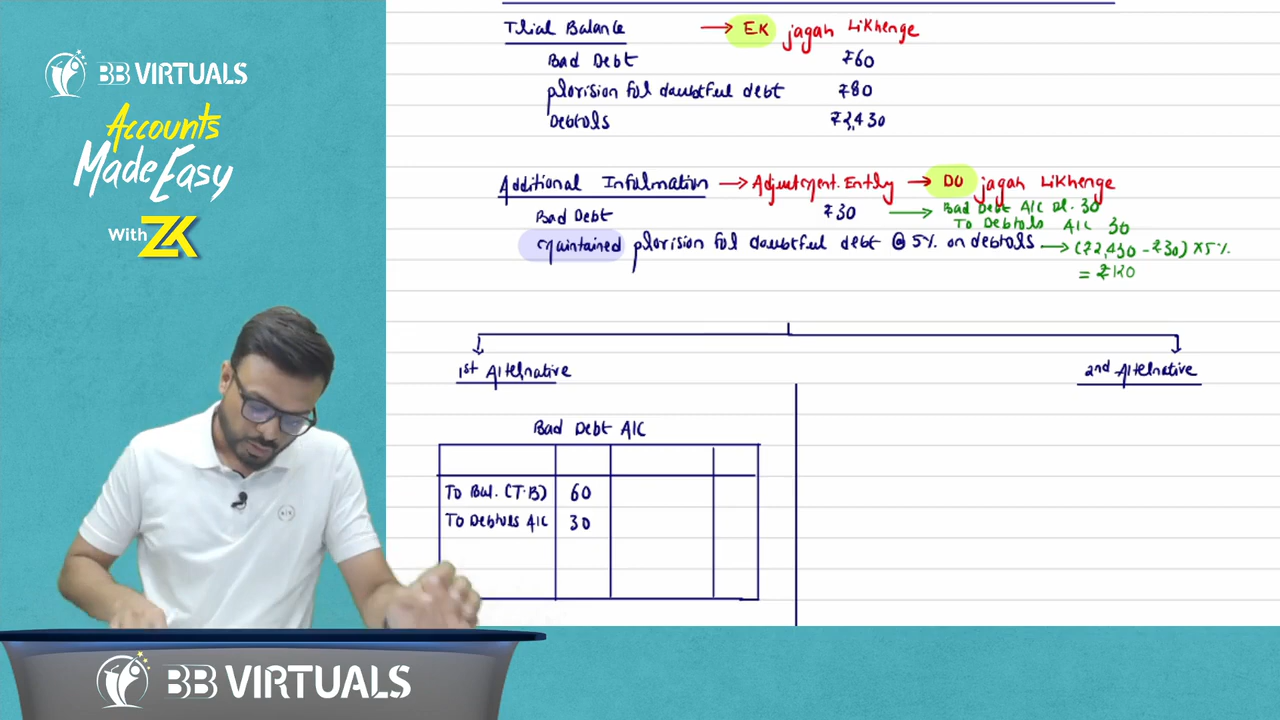 BB VIRTUALS
Accounts
Made Easy
With ZK
Trial Balance → EK jagah Likhenge
Bad Debt ₹60
provision for doubtful debt ₹80
Debtors ₹2,430
Additional Information → Adjustment Entry → DO jagah Likhenge
Bad Debt ₹30 → Bad Debt A/C Dr. 30
To Debtors A/C 30
Maintained provision for doubtful debt @ 5% on debtors → (₹2,430 - ₹30) × 5%
= ₹120
1st Alternative 2nd Alternative
Bad Debt A/C
To Bal. (T.B) 60
To Debtors A/C 30
BB VIRTUALS